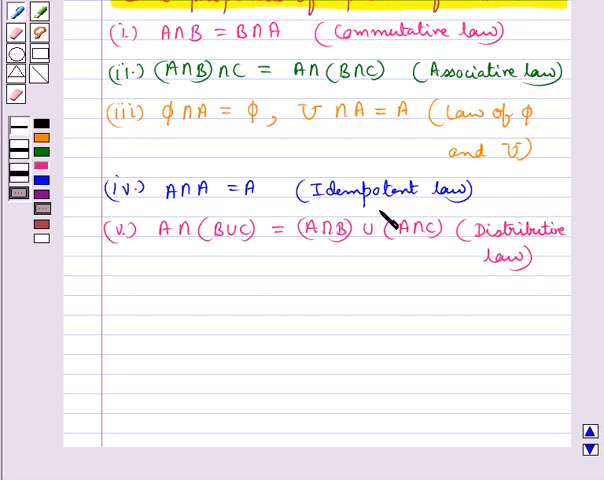 (i.) A∩B = B∩A (Commutative law)
(ii.) (A∩B)∩C = A∩(B∩C) (Associative law)
(iii) ϕ∩A = ϕ, U∩A = A (Law of ϕ
and U)
(iv.) A∩A = A (Idempotent law)
(v.) A∩(B∪C) = (A∩B) ∪ (A∩C) (Distributive
law)